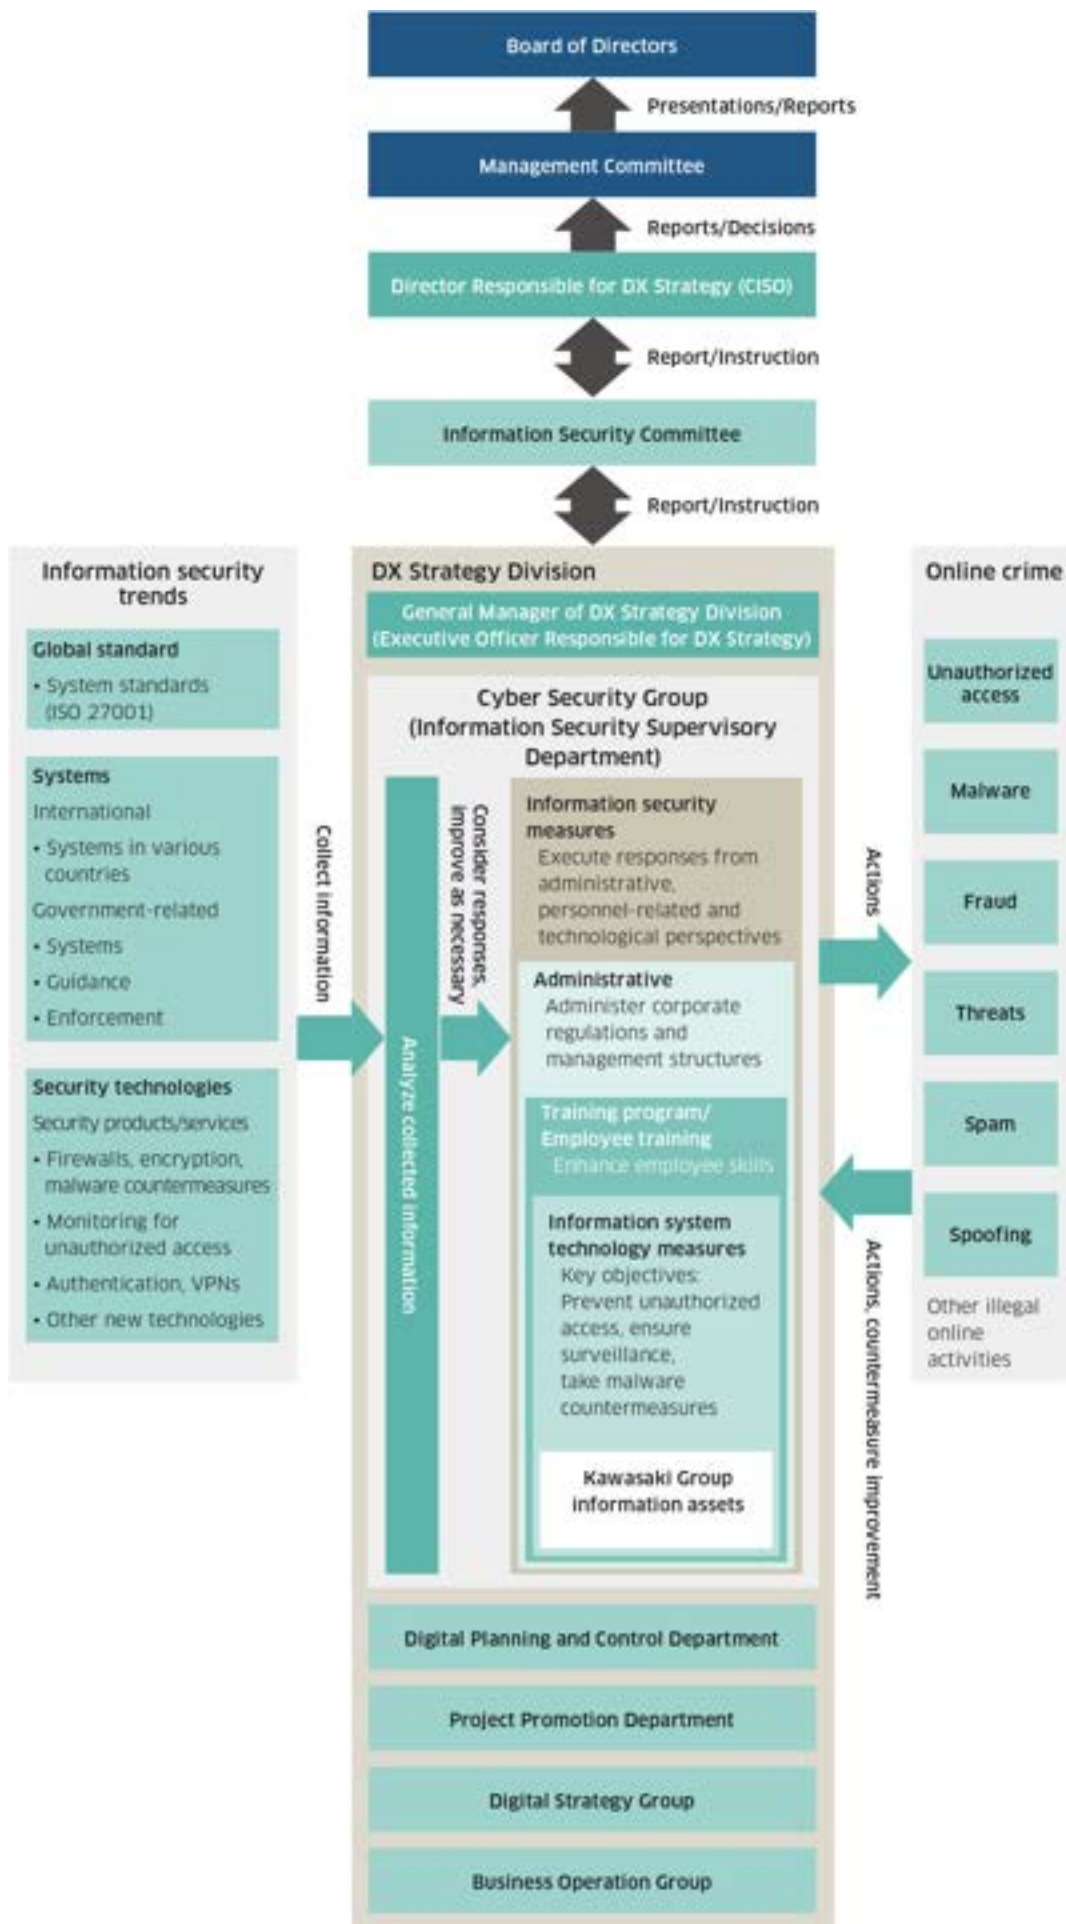 Board of Directors
Presentations/Reports
Management Committee
Reports/Decisions
Director Responsible for DX Strategy (CISO)
Report/Instruction
Information Security Committee
Report/Instruction
Information security
trends
Global standard
• System standards
(ISO 27001)
Systems
International
• Systems in various
countries
Government-related
• Systems
• Guidance
• Enforcement
Security technologies
Security products/services
• Firewalls, encryption,
malware countermeasures
• Monitoring for
unauthorized access
• Authentication, VPNs
• Other new technologies
Collect information
DX Strategy Division
General Manager of DX Strategy Division
(Executive Officer Responsible for DX Strategy)
Cyber Security Group
(Information Security Supervisory
Department)
Analyze collected information
Consider responses,
improve as necessary
Information security
measures
Execute responses from
administrative,
personnel-related and
technological perspectives
Administrative
Administer corporate
regulations and
management structures
Training program/
Employee training
Enhance employee skills
Information system
technology measures
Key objectives:
Prevent unauthorized
access, ensure
surveillance,
take malware
countermeasures
Kawasaki Group
information assets
Digital Planning and Control Department
Project Promotion Department
Digital Strategy Group
Business Operation Group
Actions
Actions, countermeasure improvement
Online crime
Unauthorized
access
Malware
Fraud
Threats
Spam
Spoofing
Other illegal
online
activities